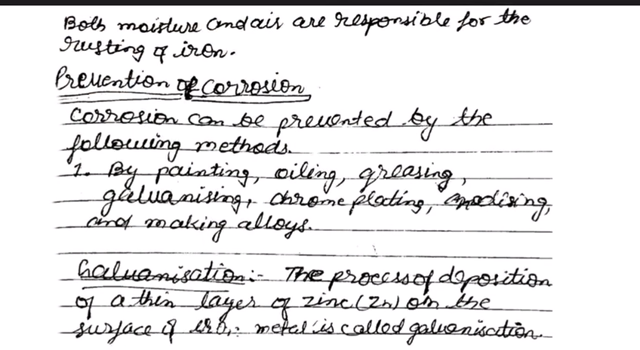 Both moisture and air are responsible for the
rusting of iron.
Prevention of corrosion
Corrosion can be prevented by the
following methods.
1. By painting, oiling, greasing,
galvanising, chrome plating, anodising,
and making alloys.
Galvanisation:- The process of deposition
of a thin layer of zinc (Zn) on the
surface of iron metal is called galvanisation.